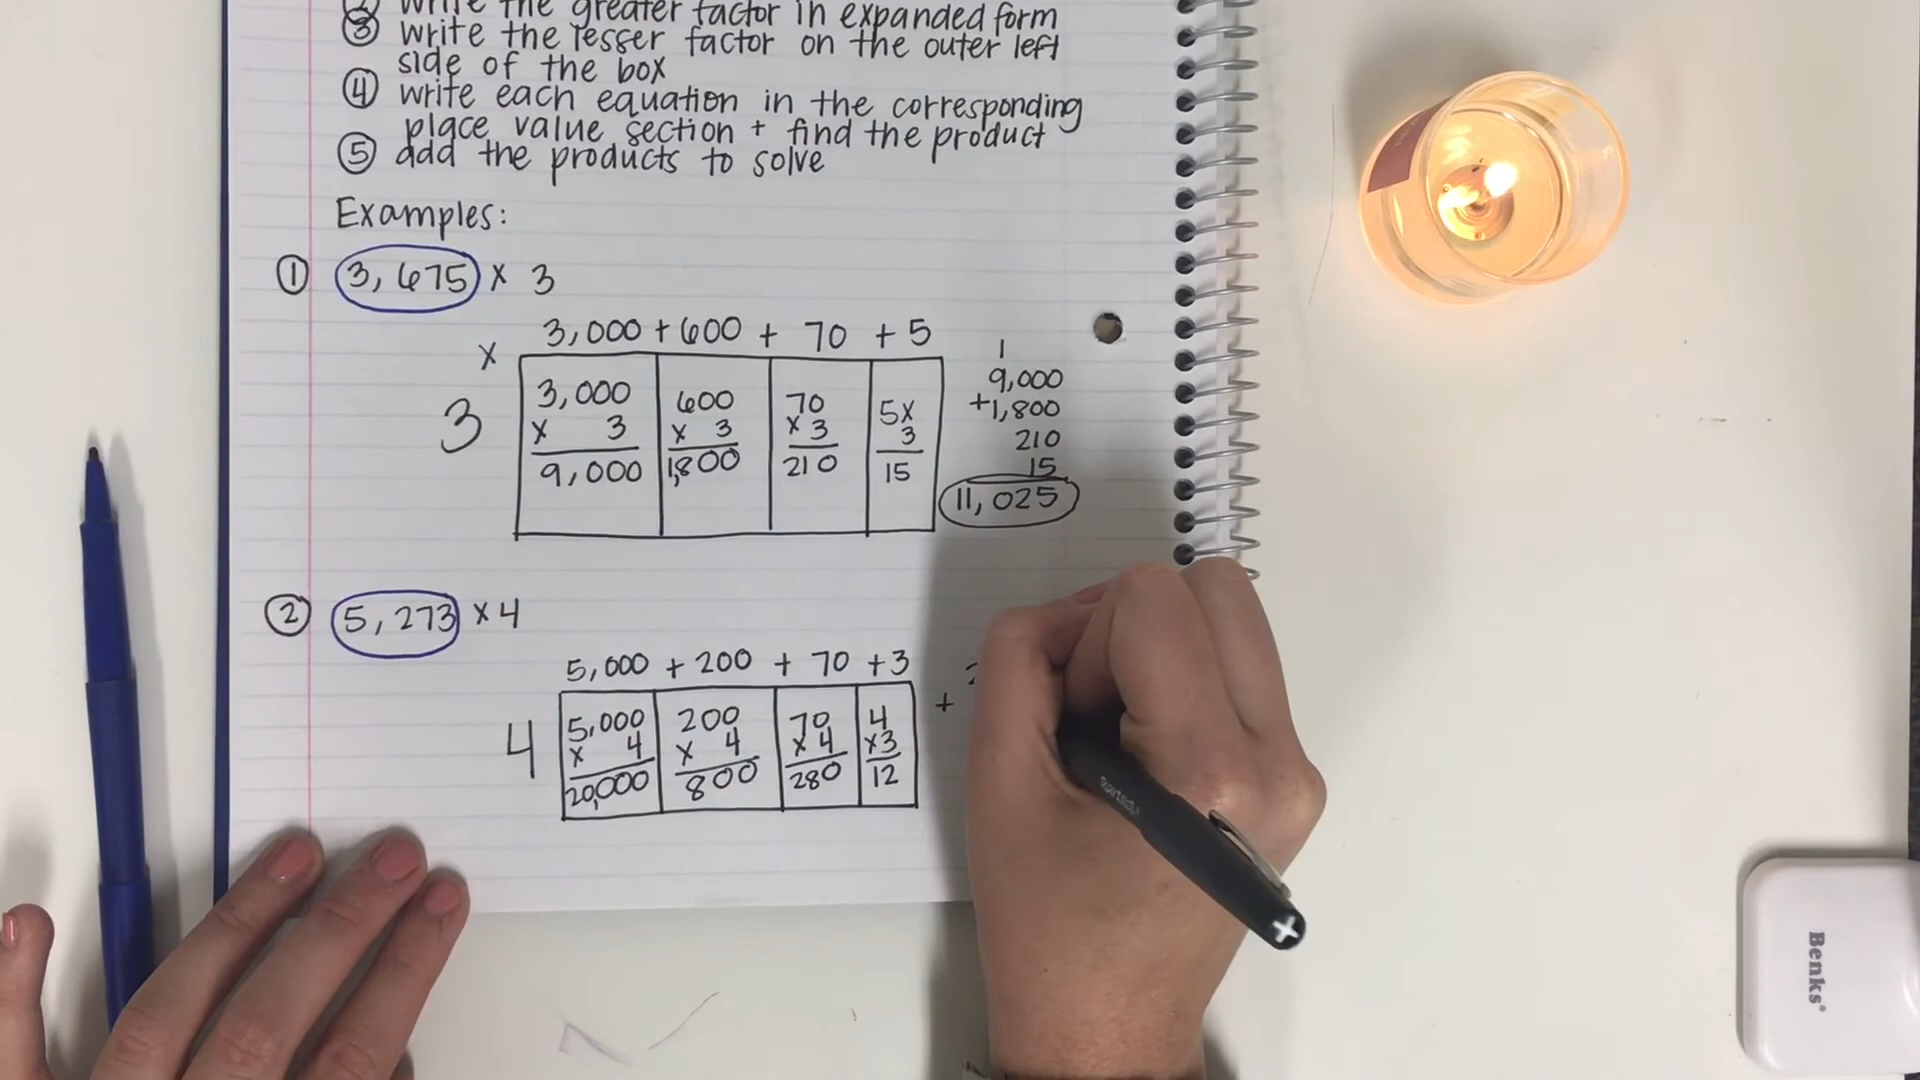 ② write the greater factor in expanded form
③ write the lesser factor on the outer left
side of the box
④ write each equation in the corresponding
place value section + find the product
⑤ add the products to solve
Examples:
① 3,675 x 3
3,000 + 600 + 70 + 5
x
3
3,000
x 3
9,000
600
x 3
1,800
70
x 3
210
5x
3
15
1
9,000
+1,800
210
15
11,025
② 5,273 x 4
5,000 + 200 + 70 + 3
4
5,000
x 4
20,000
200
x 4
800
70
x 4
280
4
x3
12
+
Benks